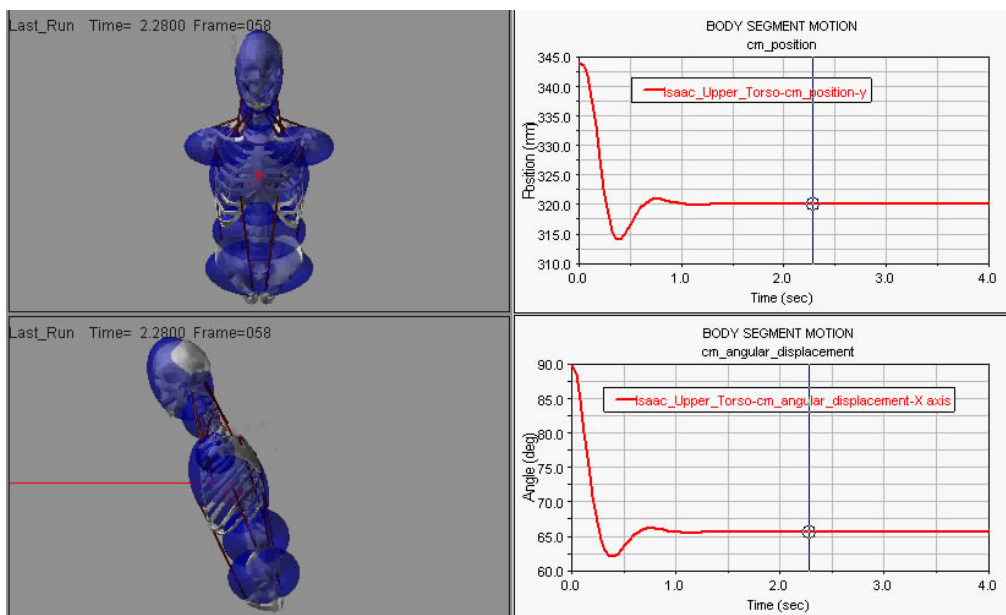 Last_Run Time= 2.2800 Frame=058
BODY SEGMENT MOTION
cm_position
345.0
340.0
335.0
330.0
325.0
320.0
315.0
310.0
Position (mm)
Isaac_Upper_Torso-cm_position-y
0.0 1.0 2.0 3.0 4.0
Time (sec)
Last_Run Time= 2.2800 Frame=058
BODY SEGMENT MOTION
cm_angular_displacement
90.0
85.0
80.0
75.0
70.0
65.0
60.0
Angle (deg)
Isaac_Upper_Torso-cm_angular_displacement-X axis
0.0 1.0 2.0 3.0 4.0
Time (sec)